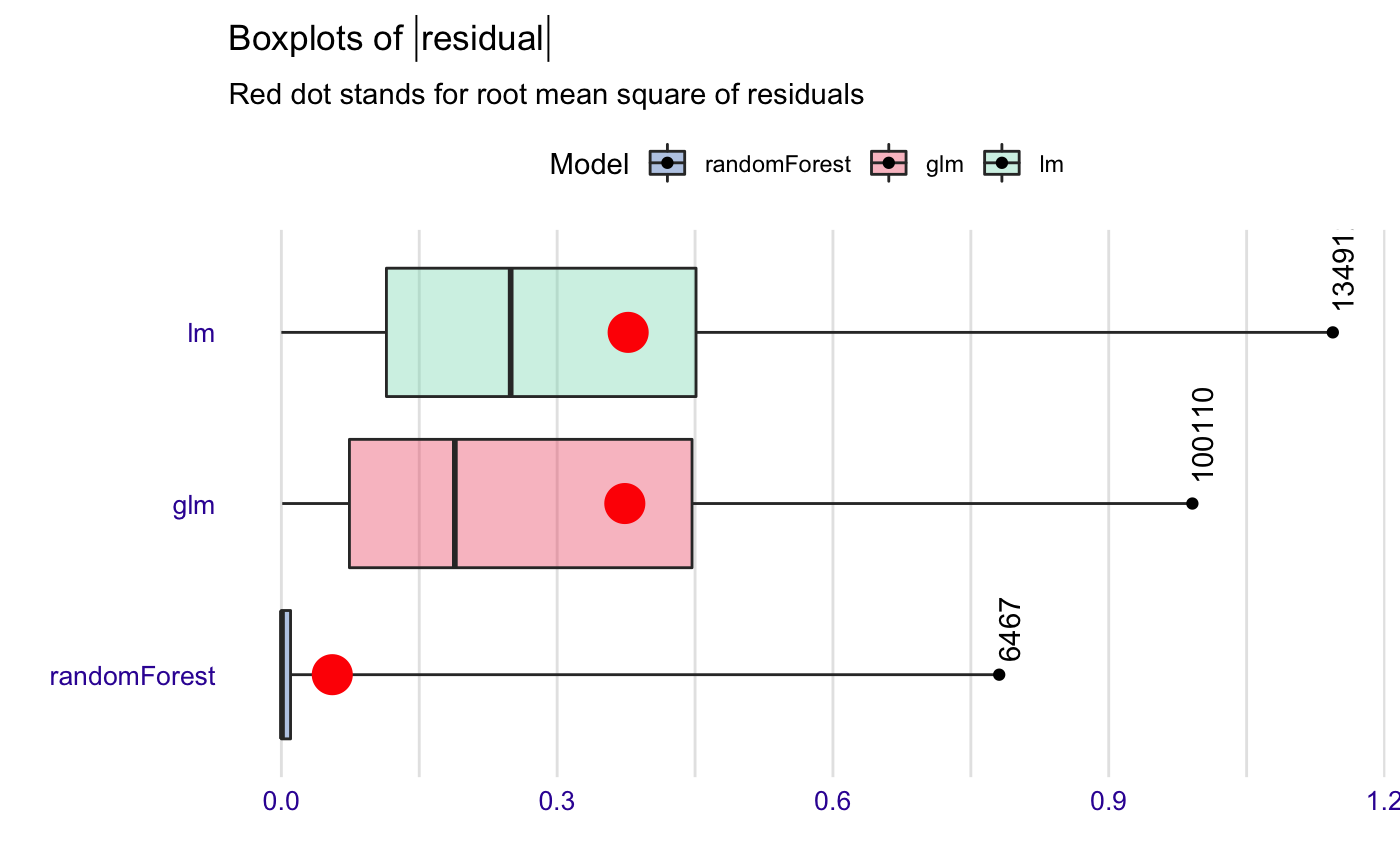 Boxplots of |residual|
Red dot stands for root mean square of residuals
Model randomForest glm lm
lm
glm
randomForest
13491
100110
6467
0.0 0.3 0.6 0.9 1.2